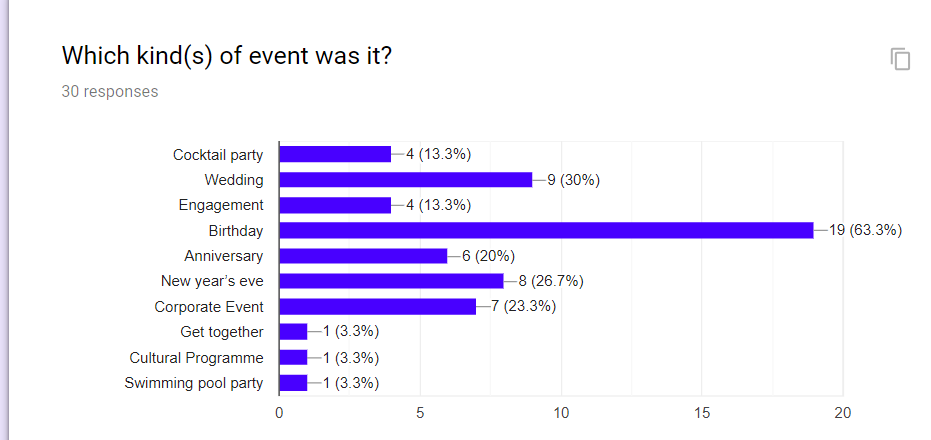 Which kind(s) of event was it?
30 responses
Cocktail party 4 (13.3%)
Wedding 9 (30%)
Engagement 4 (13.3%)
Birthday 19 (63.3%)
Anniversary 6 (20%)
New year’s eve 8 (26.7%)
Corporate Event 7 (23.3%)
Get together 1 (3.3%)
Cultural Programme 1 (3.3%)
Swimming pool party 1 (3.3%)
0 5 10 15 20